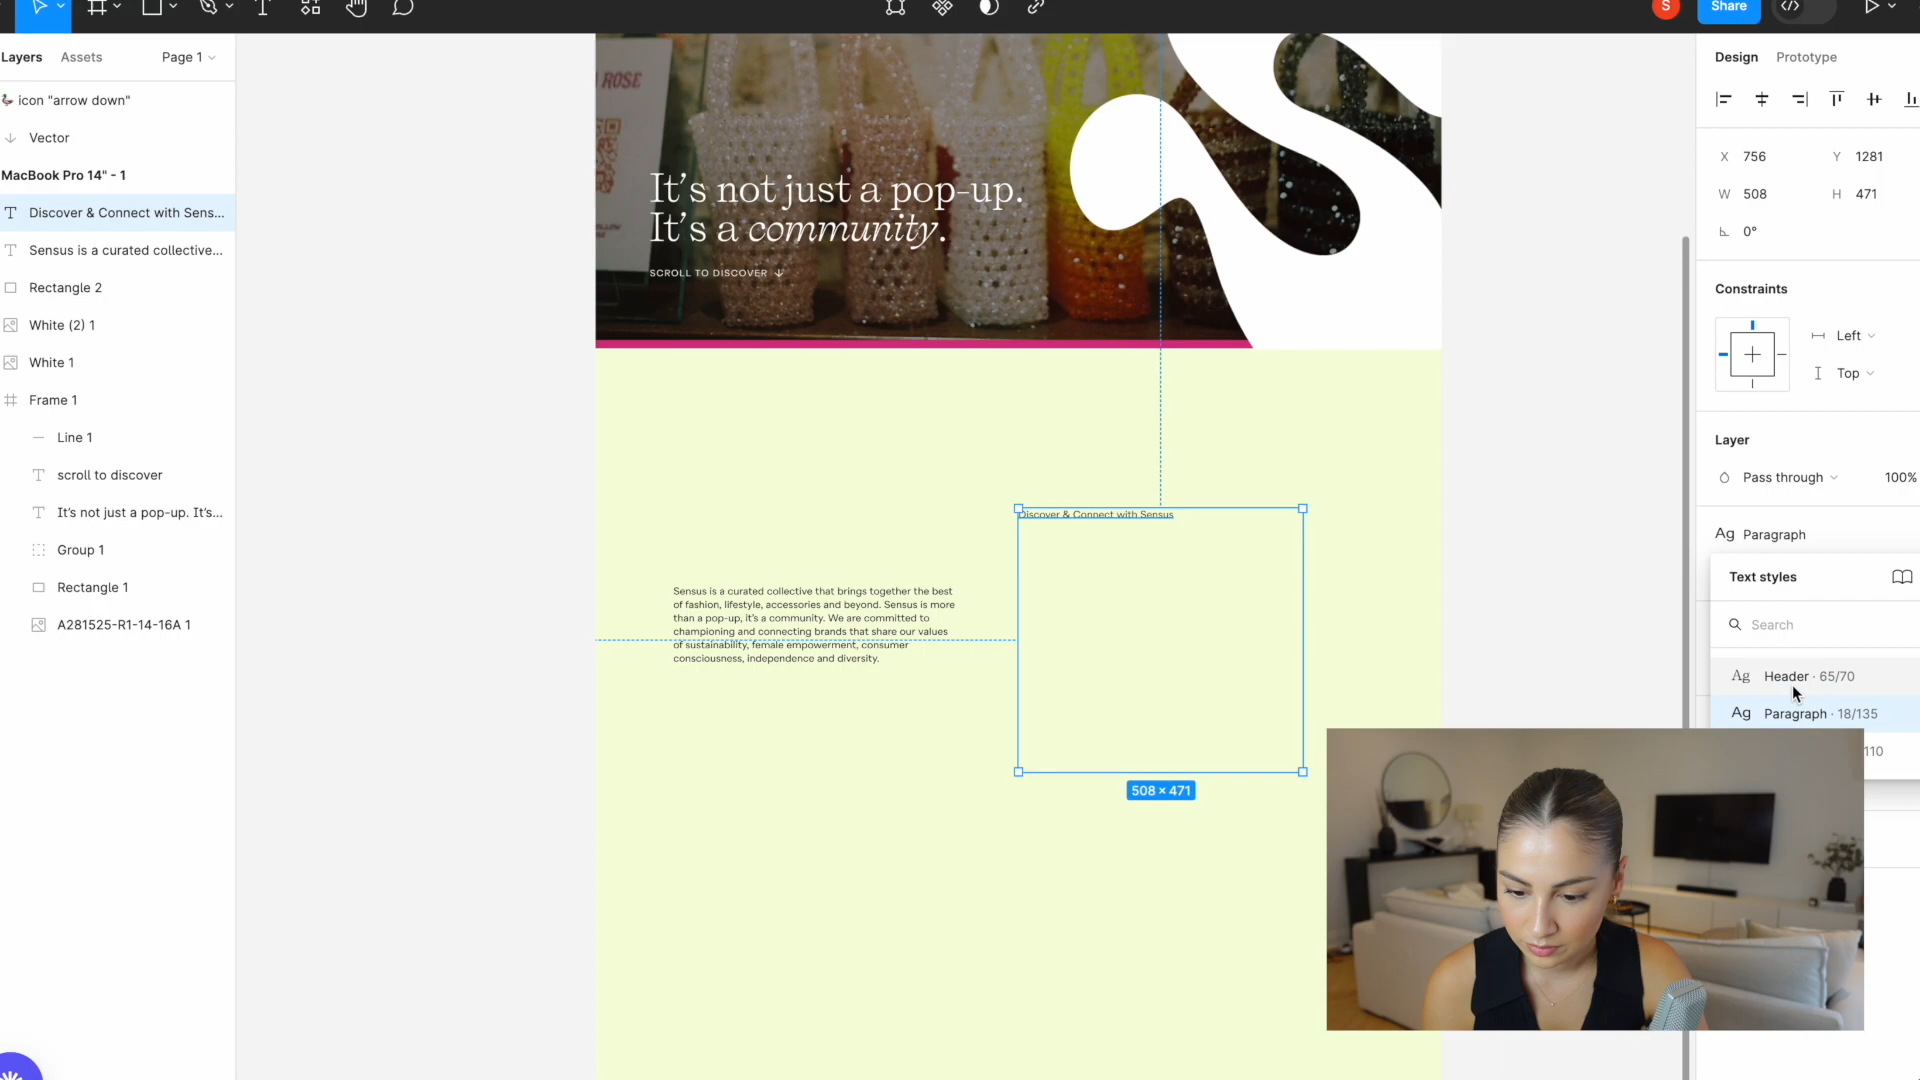 S
Share
Layers
Assets
Page 1
Design
Prototype
icon "arrow down"
Vector
MacBook Pro 14" - 1
Discover & Connect with Sens...
Sensus is a curated collective...
Rectangle 2
White (2) 1
White 1
Frame 1
Line 1
scroll to discover
It's not just a pop-up. It's...
Group 1
Rectangle 1
A281525-R1-14-16A 1
ROSE
It's not just a pop-up.
It's a community.
SCROLL TO DISCOVER
Discover & Connect with Sensus
Sensus is a curated collective that brings together the best
of fashion, lifestyle, accessories and beyond. Sensus is more
than a pop-up, it's a community. We are committed to
championing and connecting brands that share our values
of sustainability, female empowerment, consumer
consciousness, independence and diversity.
508 × 471
X 756
Y 1281
W 508
H 471
0°
Constraints
Left
Top
Layer
Pass through
100%
Ag Paragraph
Text styles
Search
Ag Header · 65/70
Ag Paragraph · 18/135
110